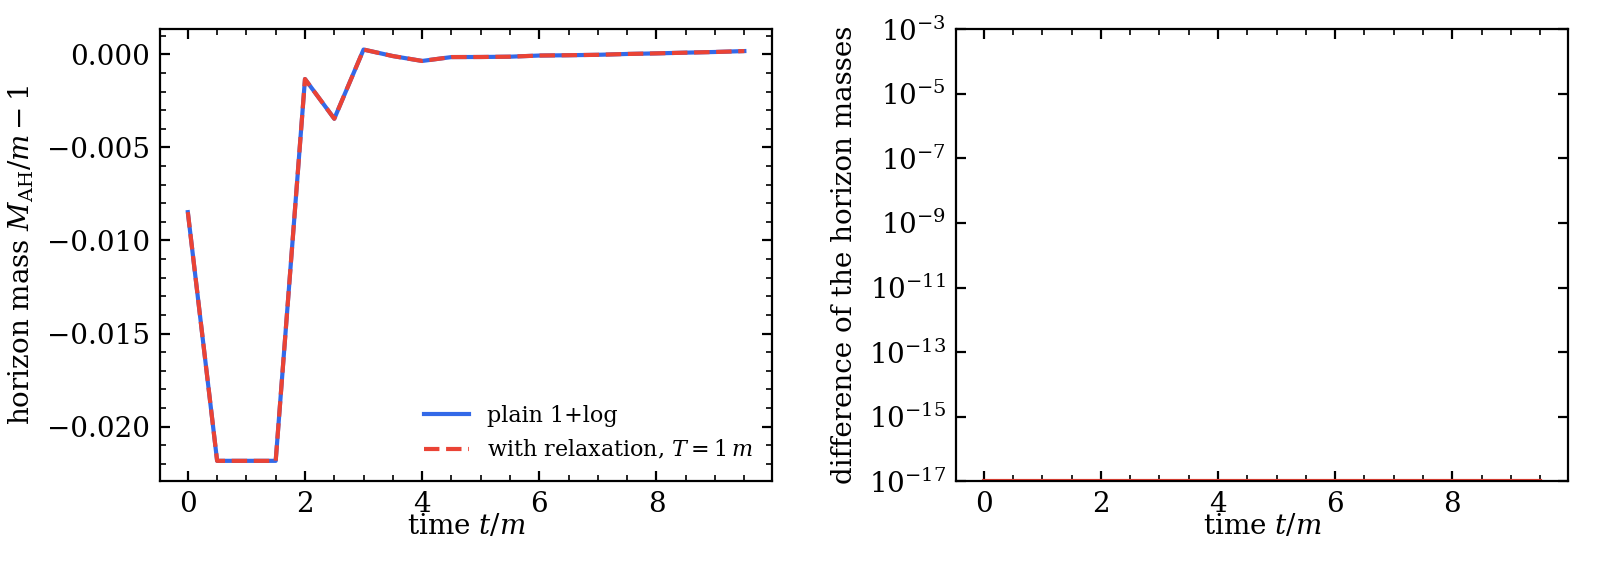 horizon mass M_AH/m − 1
0.000
−0.005
−0.010
−0.015
−0.020
0 2 4 6 8
time t/m
plain 1+log
with relaxation, T = 1 m
difference of the horizon masses
10⁻³
10⁻⁵
10⁻⁷
10⁻⁹
10⁻¹¹
10⁻¹³
10⁻¹⁵
10⁻¹⁷
0 2 4 6 8
time t/m